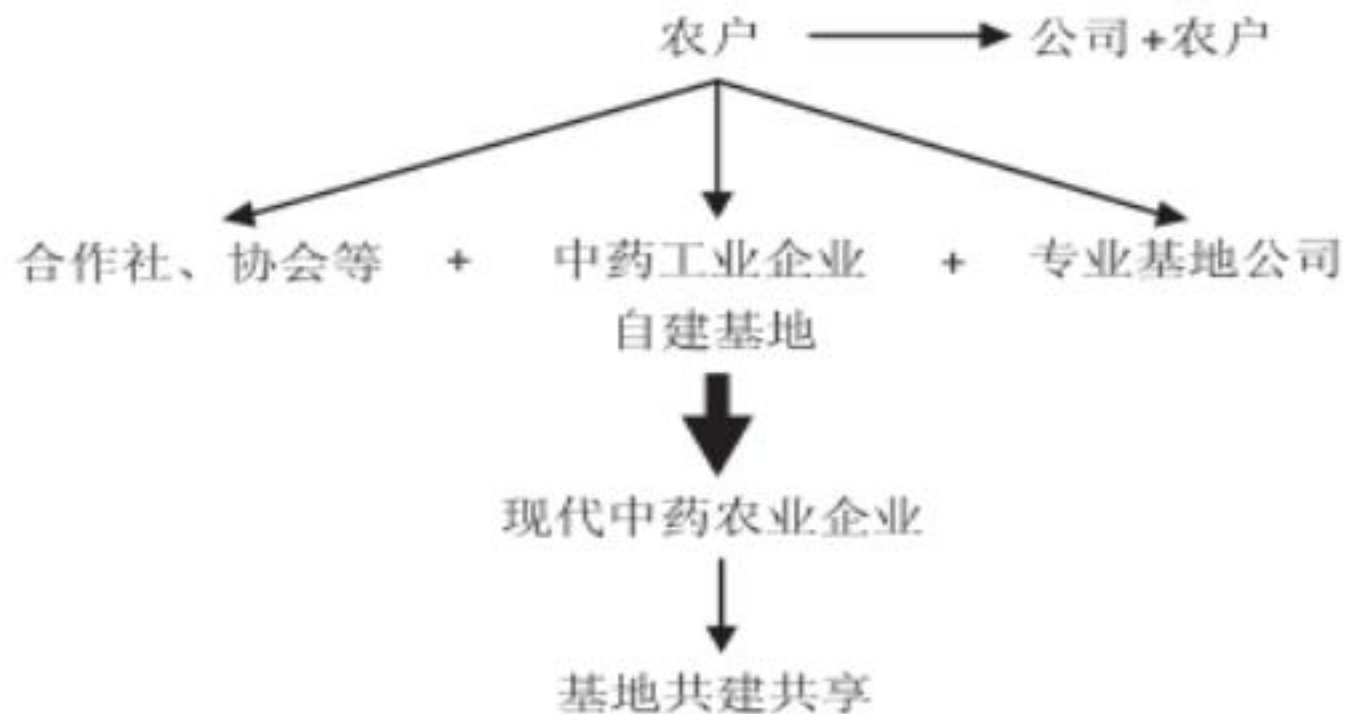 农户 公司+农户
合作社、协会等 + 中药工业企业 + 专业基地公司
自建基地
现代中药农业企业
基地共建共享